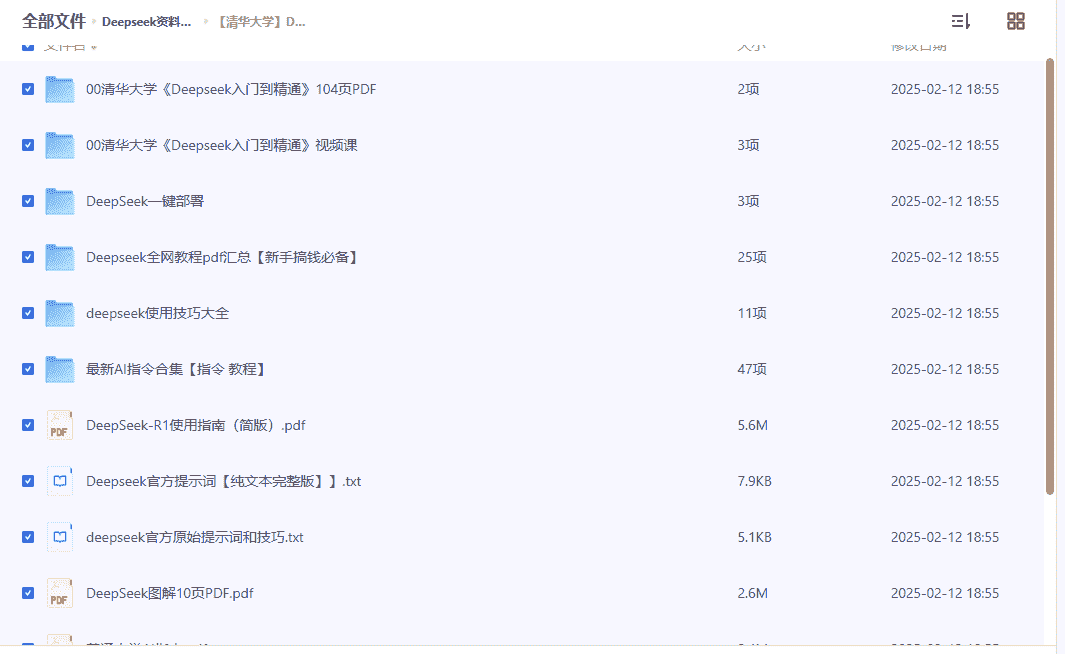 全部文件 Deepseek资料... 【清华大学】D...
文件名 大小 修改日期
00清华大学《Deepseek入门到精通》104页PDF 2项 2025-02-12 18:55
00清华大学《Deepseek入门到精通》视频课 3项 2025-02-12 18:55
DeepSeek一键部署 3项 2025-02-12 18:55
Deepseek全网教程pdf汇总【新手搞钱必备】 25项 2025-02-12 18:55
deepseek使用技巧大全 11项 2025-02-12 18:55
最新AI指令合集【指令 教程】 47项 2025-02-12 18:55
PDF DeepSeek-R1使用指南（简版）.pdf 5.6M 2025-02-12 18:55
Deepseek官方提示词【纯文本完整版】】.txt 7.9KB 2025-02-12 18:55
deepseek官方原始提示词和技巧.txt 5.1KB 2025-02-12 18:55
PDF DeepSeek图解10页PDF.pdf 2.6M 2025-02-12 18:55